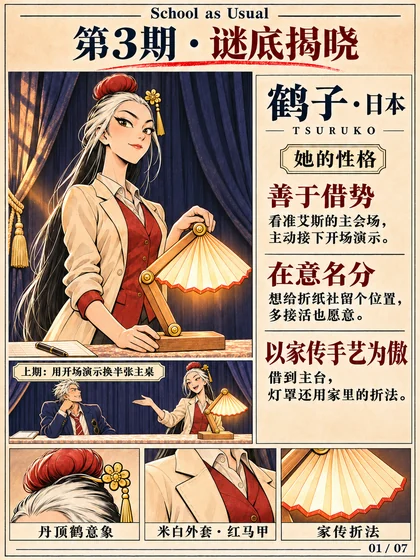 School as Usual
第3期·谜底揭晓
鹤子·日本
TSURUKO
她的性格
善于借势
看准艾斯的主会场，
主动接下开场演示。
在意名分
想给折纸社留个位置，
多接活也愿意。
以家传手艺为傲
借到主台，
灯罩还用家里的折法。
上期：用开场演示换半张主桌
丹顶鹤意象
米白外套·红马甲
家传折法
01 / 07